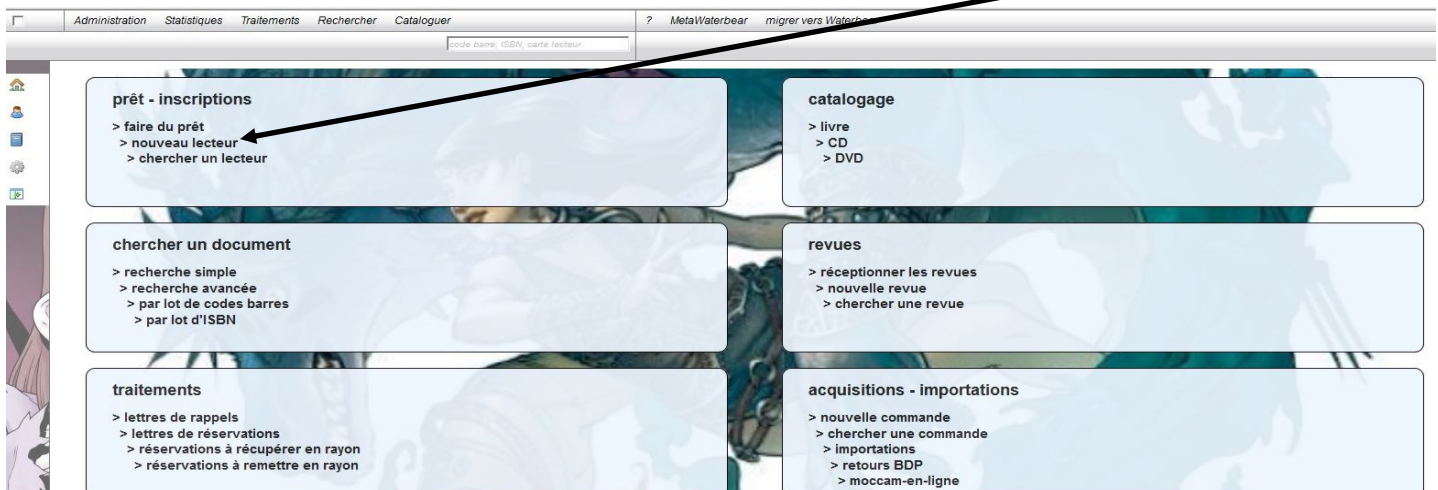 Administration Statistiques Traitements Rechercher Cataloguer ? MetaWaterbear migrer vers
code barre, ISBN, carte lecteur
prêt - inscriptions
> faire du prêt
> nouveau lecteur
> chercher un lecteur
catalogage
> livre
> CD
> DVD
chercher un document
> recherche simple
> recherche avancée
> par lot de codes barres
> par lot d'ISBN
revues
> réceptionner les revues
> nouvelle revue
> chercher une revue
traitements
> lettres de rappels
> lettres de réservations
> réservations à récupérer en rayon
> réservations à remettre en rayon
acquisitions - importations
> nouvelle commande
> chercher une commande
> importations
> retours BDP
> moccam-en-ligne